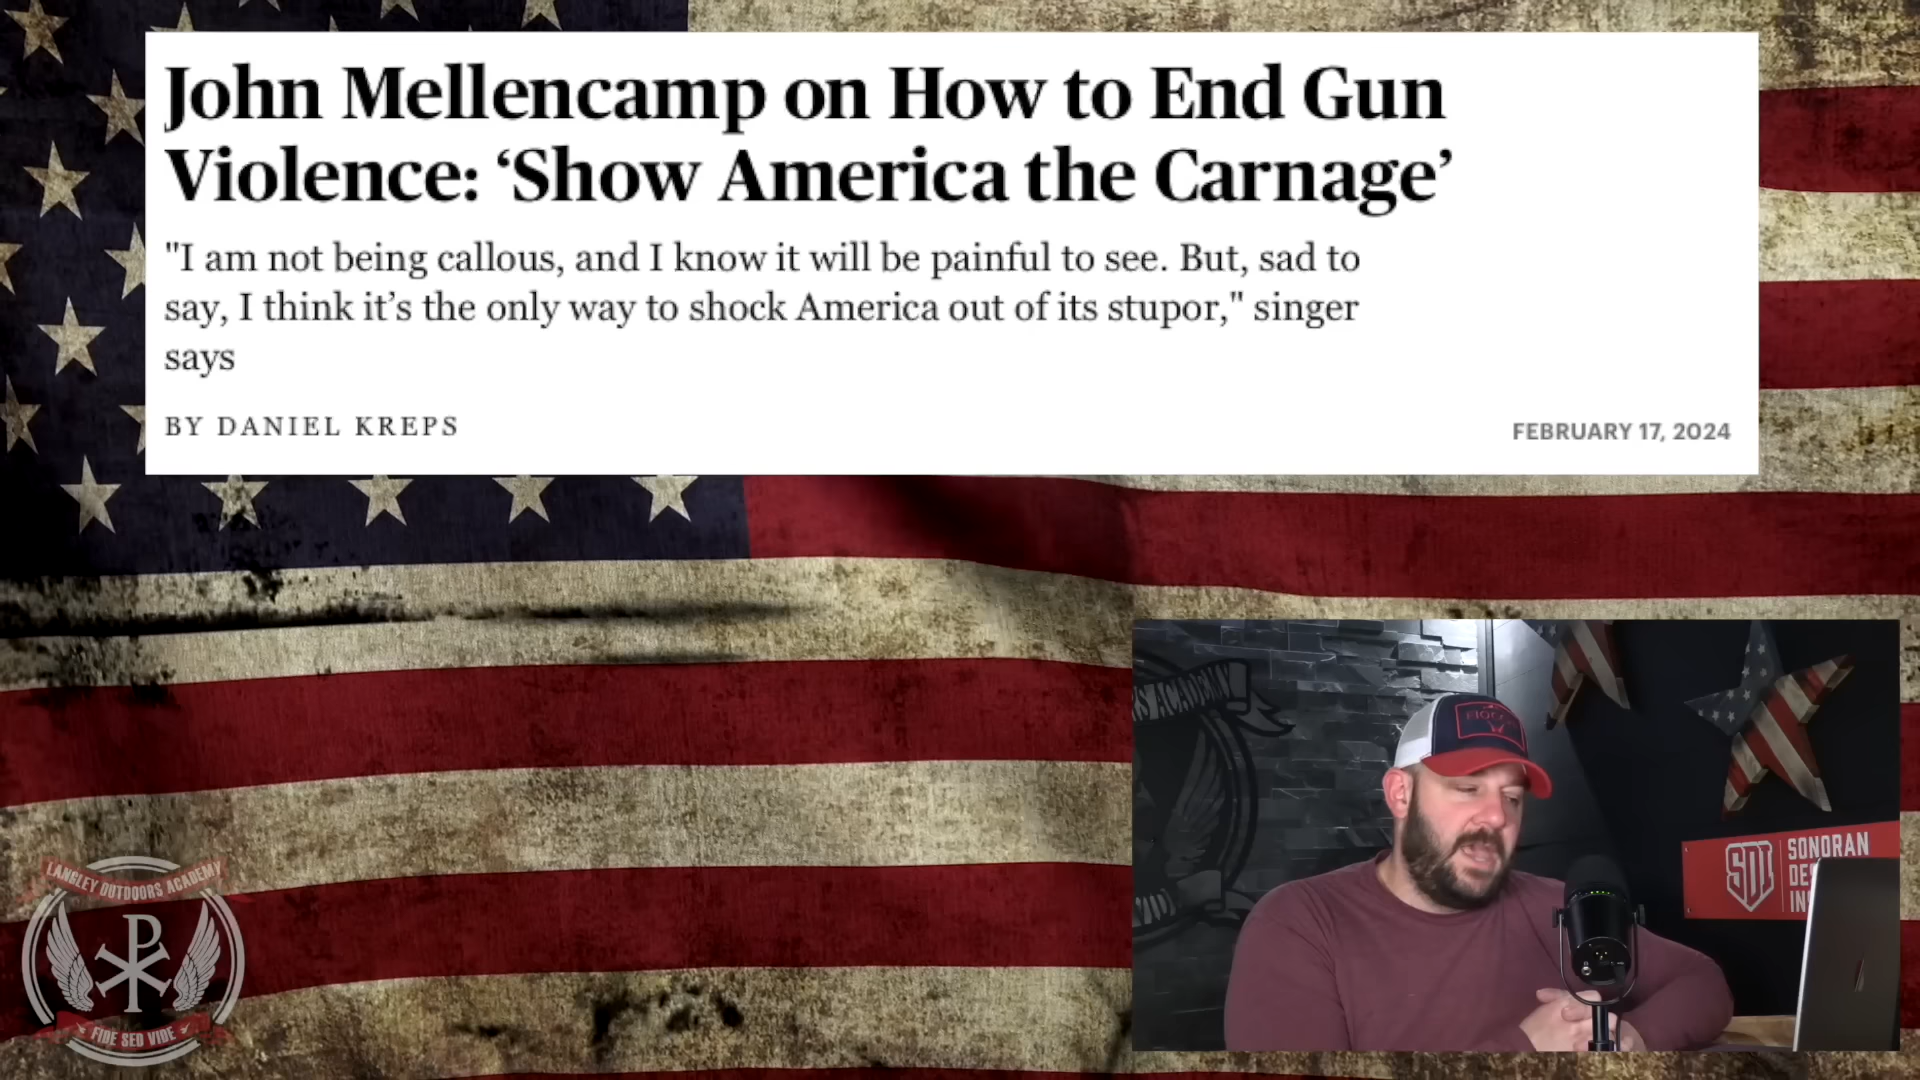 John Mellencamp on How to End Gun
Violence: ‘Show America the Carnage’
"I am not being callous, and I know it will be painful to see. But, sad to
say, I think it’s the only way to shock America out of its stupor," singer
says
BY DANIEL KREPS
FEBRUARY 17, 2024
ACADEMY
SDI
SONORAN
LANGLEY OUTDOORS ACADEMY
FIDE SED VIDE